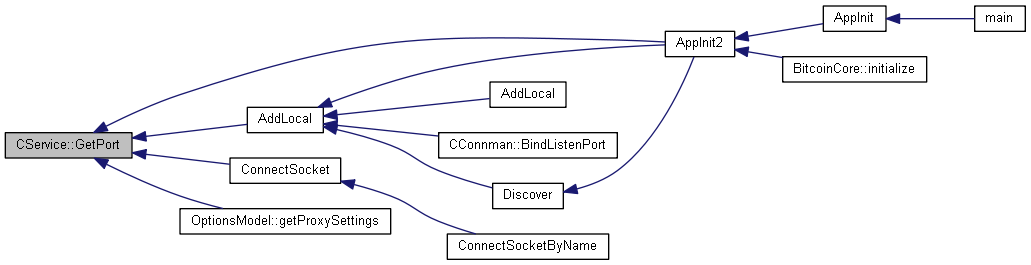 AppInit
main
AppInit2
BitcoinCore::initialize
AddLocal
AddLocal
CService::GetPort
CConnman::BindListenPort
ConnectSocket
Discover
OptionsModel::getProxySettings
ConnectSocketByName